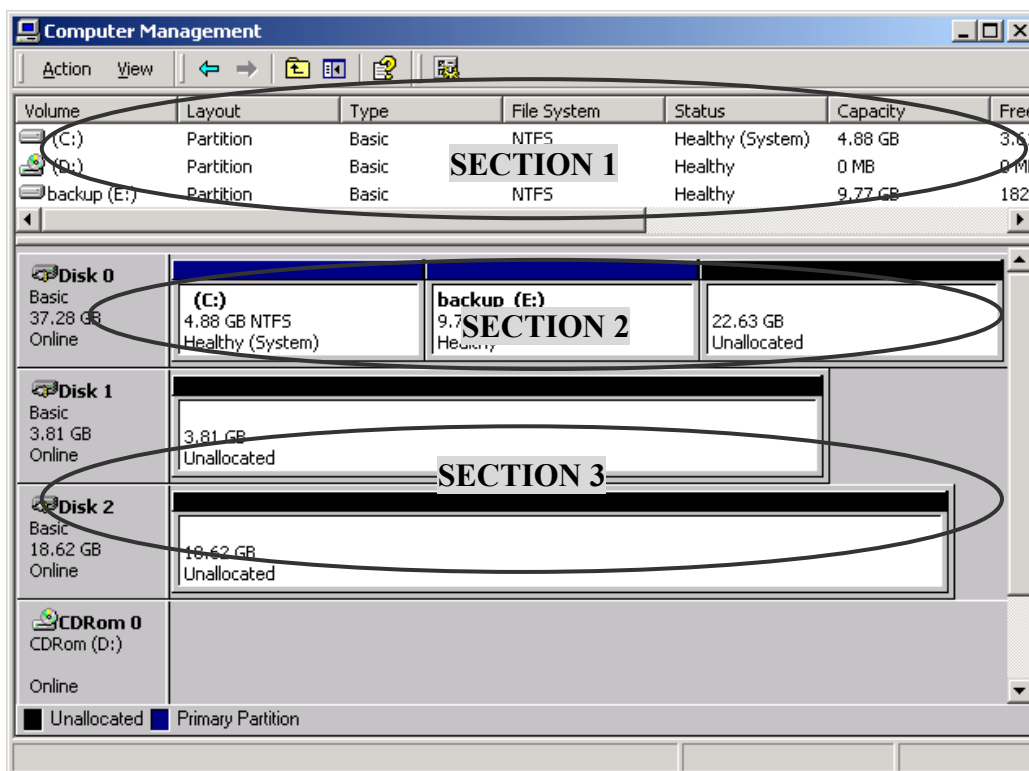 Computer Management
Action View
Volume Layout Type File System Status Capacity Free
(C:) Partition Basic NTFS Healthy (System) 4.88 GB
(D:) Partition Basic Healthy 0 MB
backup (E:) Partition Basic NTFS Healthy 9.77 GB 182
SECTION 1
Disk 0
Basic
37.28 GB
Online
(C:)
4.88 GB NTFS
Healthy (System)
backup (E:)
Healthy
22.63 GB
Unallocated
SECTION 2
Disk 1
Basic
3.81 GB
Online
3.81 GB
Unallocated
SECTION 3
Disk 2
Basic
18.62 GB
Online
18.62 GB
Unallocated
CDRom 0
CDRom (D:)
Online
Unallocated Primary Partition